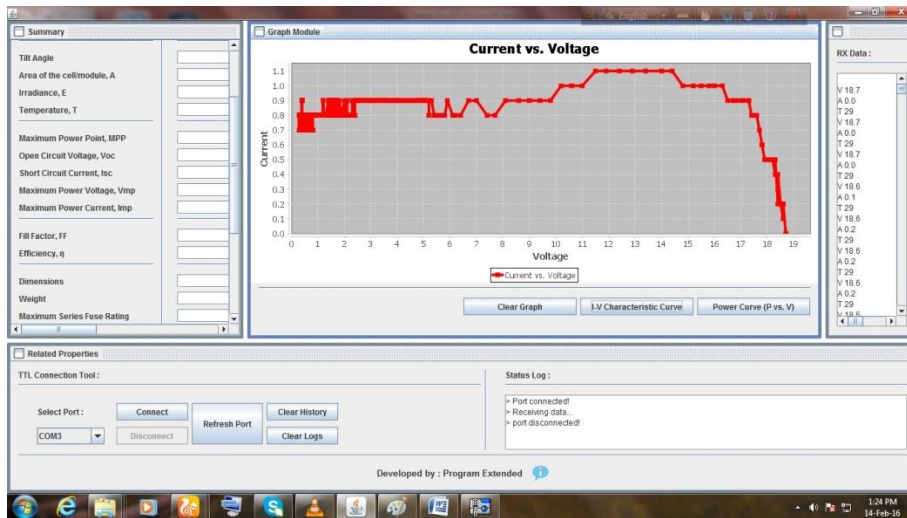 English
Summary
Tilt Angle
Area of the cell/module, A
Irradiance, E
Temperature, T
Maximum Power Point, MPP
Open Circuit Voltage, Voc
Short Circuit Current, Isc
Maximum Power Voltage, Vmp
Maximum Power Current, Imp
Fill Factor, FF
Efficiency, η
Dimensions
Weight
Maximum Series Fuse Rating
Graph Module
Current vs. Voltage
Current
1.1
1.0
0.9
0.8
0.7
0.6
0.5
0.4
0.3
0.2
0.1
0.0
0 1 2 3 4 5 6 7 8 9 10 11 12 13 14 15 16 17 18 19
Voltage
Current vs. Voltage
Clear Graph I-V Characteristic Curve Power Curve (P vs. V)
RX Data :
V 18.7
A 0.0
T 29
V 18.7
A 0.0
T 29
V 18.7
A 0.0
T 29
V 18.6
A 0.1
T 29
V 18.6
A 0.2
T 29
V 18.6
A 0.2
T 29
V 18.6
A 0.2
T 29
V 18.5
Related Properties
TTL Connection Tool :
Select Port :
COM3
Connect
Disconnect
Refresh Port
Clear History
Clear Logs
Status Log :
> Port connected!
> Receiving data...
> port disconnected!
Developed by : Program Extended
1:24 PM
14-Feb-16